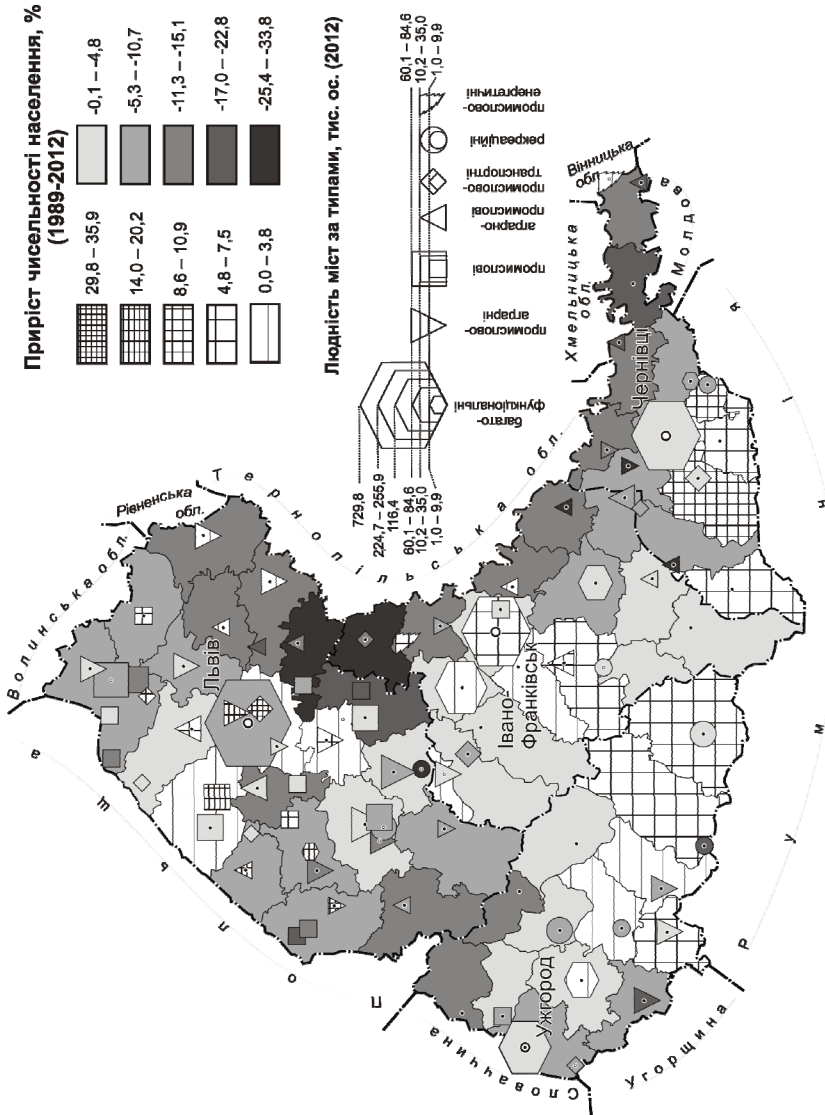 Приріст чисельності населення, %
(1989-2012)
29,8 – 35,9
14,0 – 20,2
8,6 – 10,9
4,8 – 7,5
0,0 – 3,8
-0,1 – -4,8
-5,3 – -10,7
-11,3 – -15,1
-17,0 – -22,8
-25,4 – -33,8
Людність міст за типами, тис. ос. (2012)
729,8
224,7 – 255,9
116,4
60,1 – 84,6
10,2 – 35,0
1,0 – 9,9
60,1 – 84,6
10,2 – 35,0
1,0 – 9,9
багато-
функціональні
промислово-
аграрні
промислові
аграрно-
промислові
промислово-
транспортні
рекреаційні
промислово-
енергетичні
Волинська обл.
Рівненська
обл.
Тернопільська обл.
Хмельницька
обл.
Вінницька
обл.
Молдова
Румунія
Угорщина
Словаччина
Польща
Львів
Івано-
Франківськ
Чернівці
Ужгород